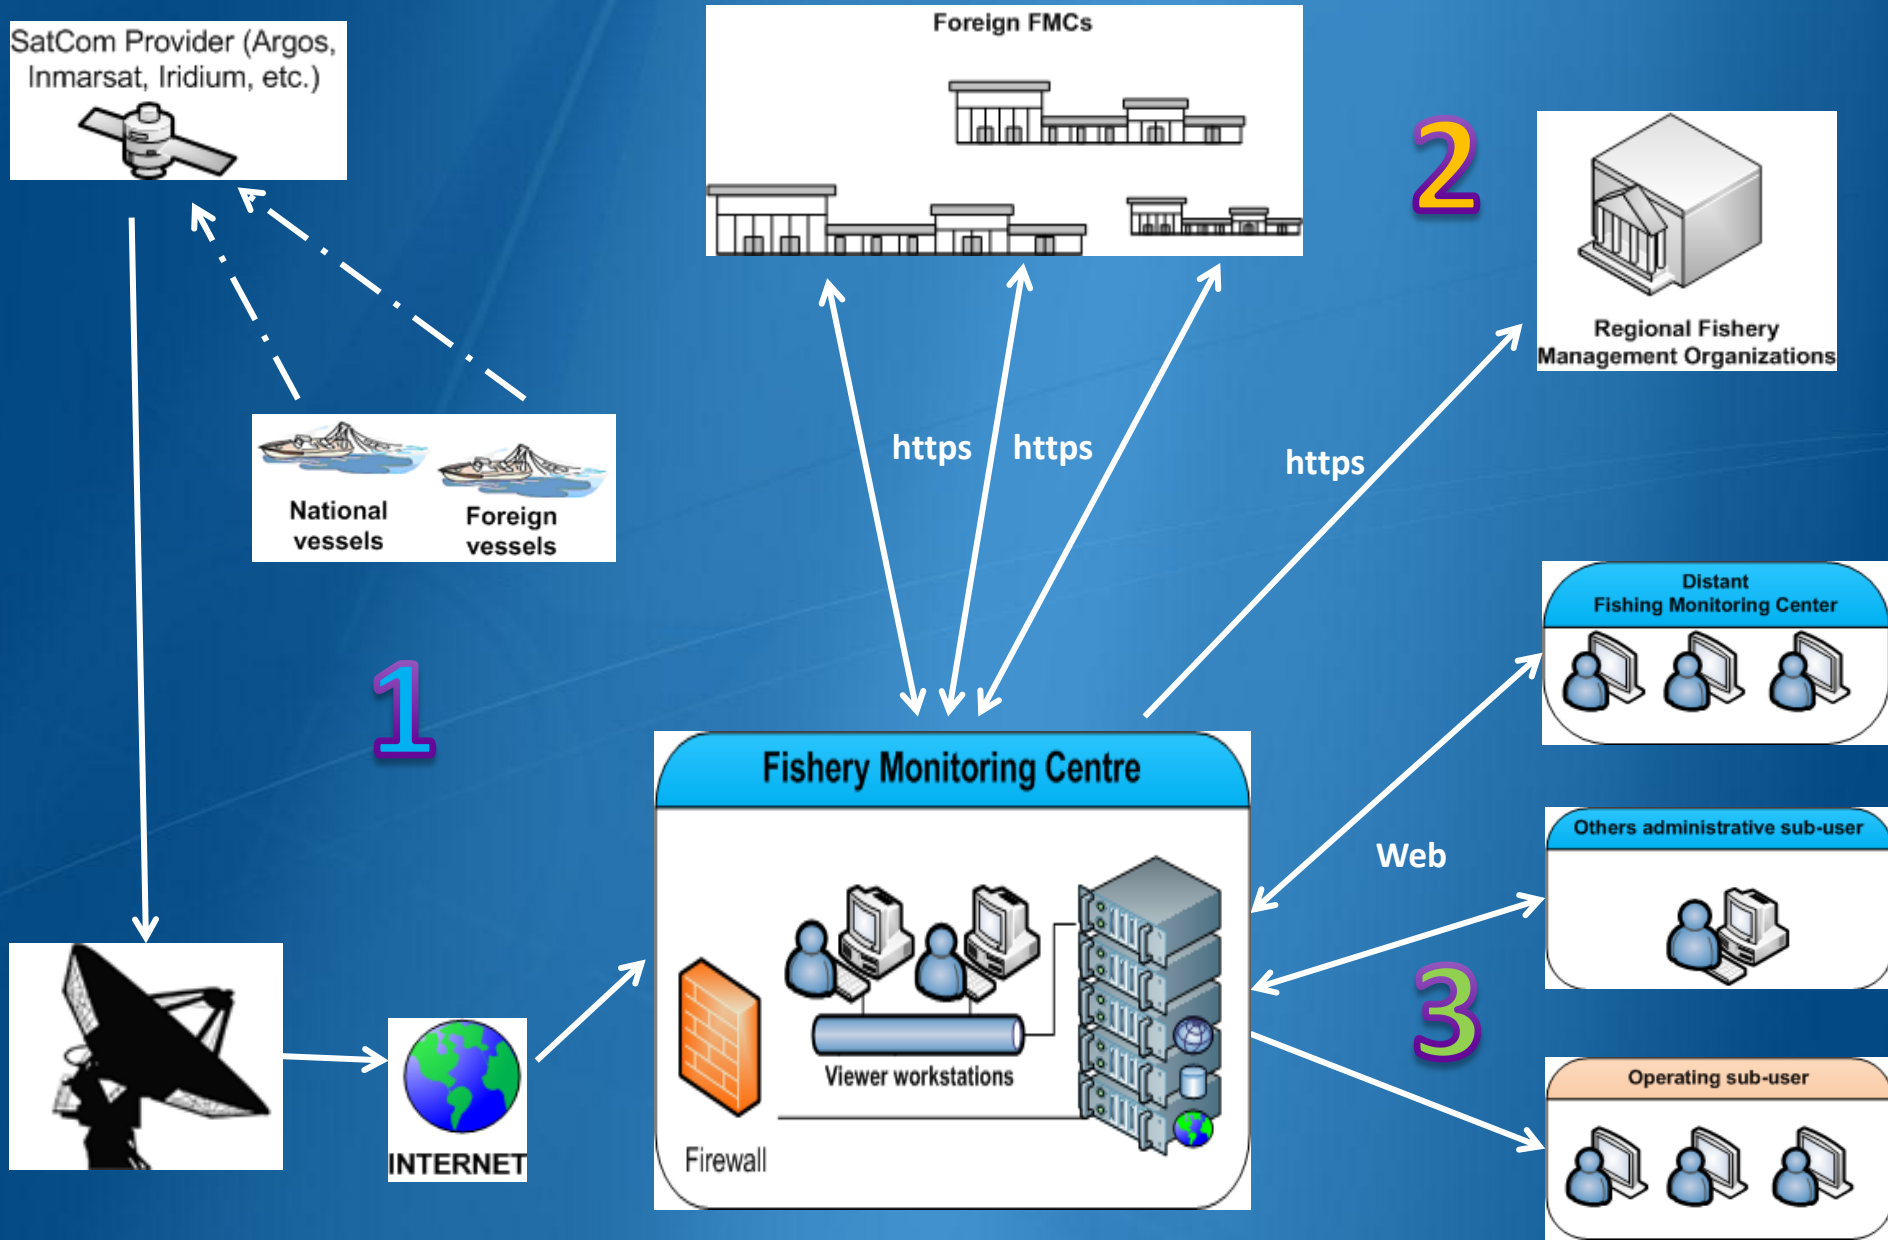 SatCom Provider (Argos,
Inmarsat, Iridium, etc.)
Foreign FMCs
2
Regional Fishery
Management Organizations
National
vessels
Foreign
vessels
https
https
https
1
Distant
Fishing Monitoring Center
Fishery Monitoring Centre
Others administrative sub-user
Web
3
Viewer workstations
Operating sub-user
Firewall
INTERNET